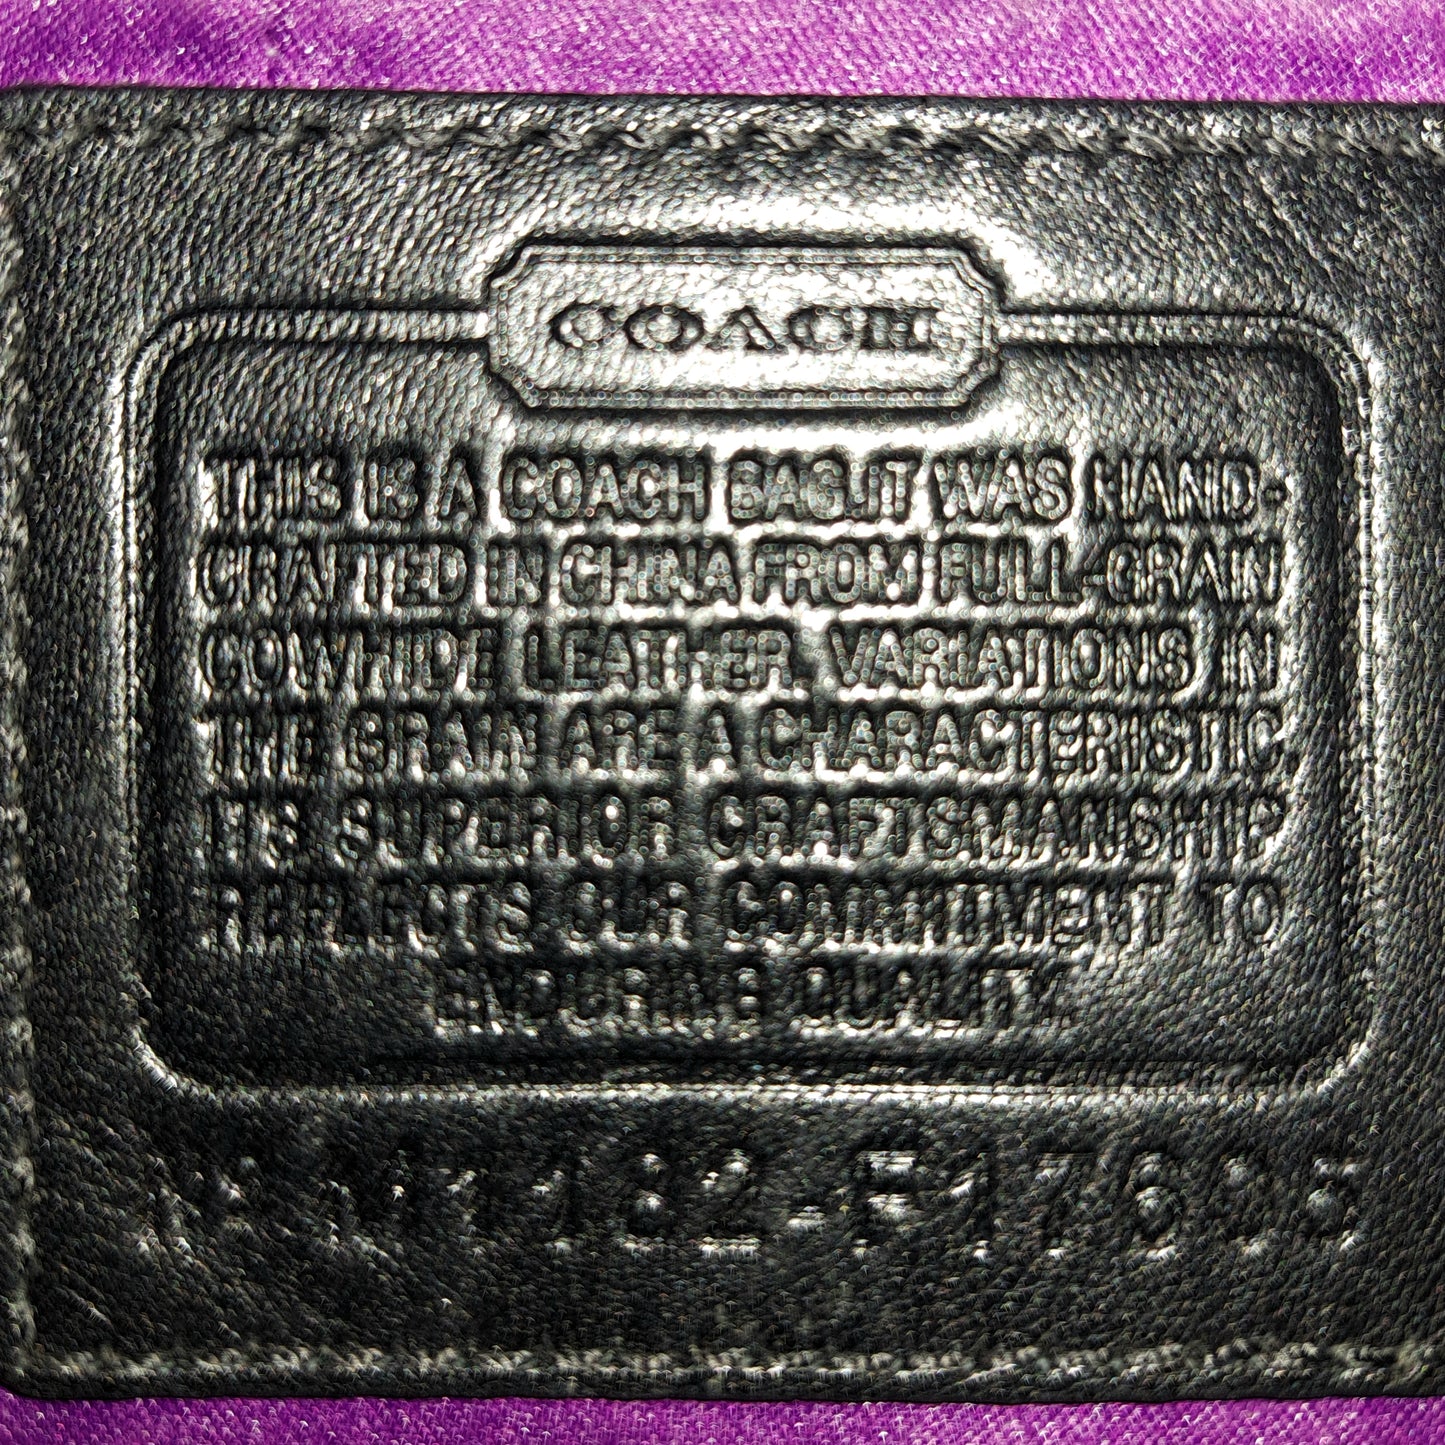 COACH
THIS IS A COACH BAG. IT WAS HAND-
CRAFTED IN CHINA FROM FULL-GRAIN
COWHIDE LEATHER. VARIATIONS IN
THE GRAIN ARE A CHARACTERISTIC
ITS SUPERIOR CRAFTSMANSHIP
REFLECTS OUR COMMITMENT TO
ENDURING QUALITY